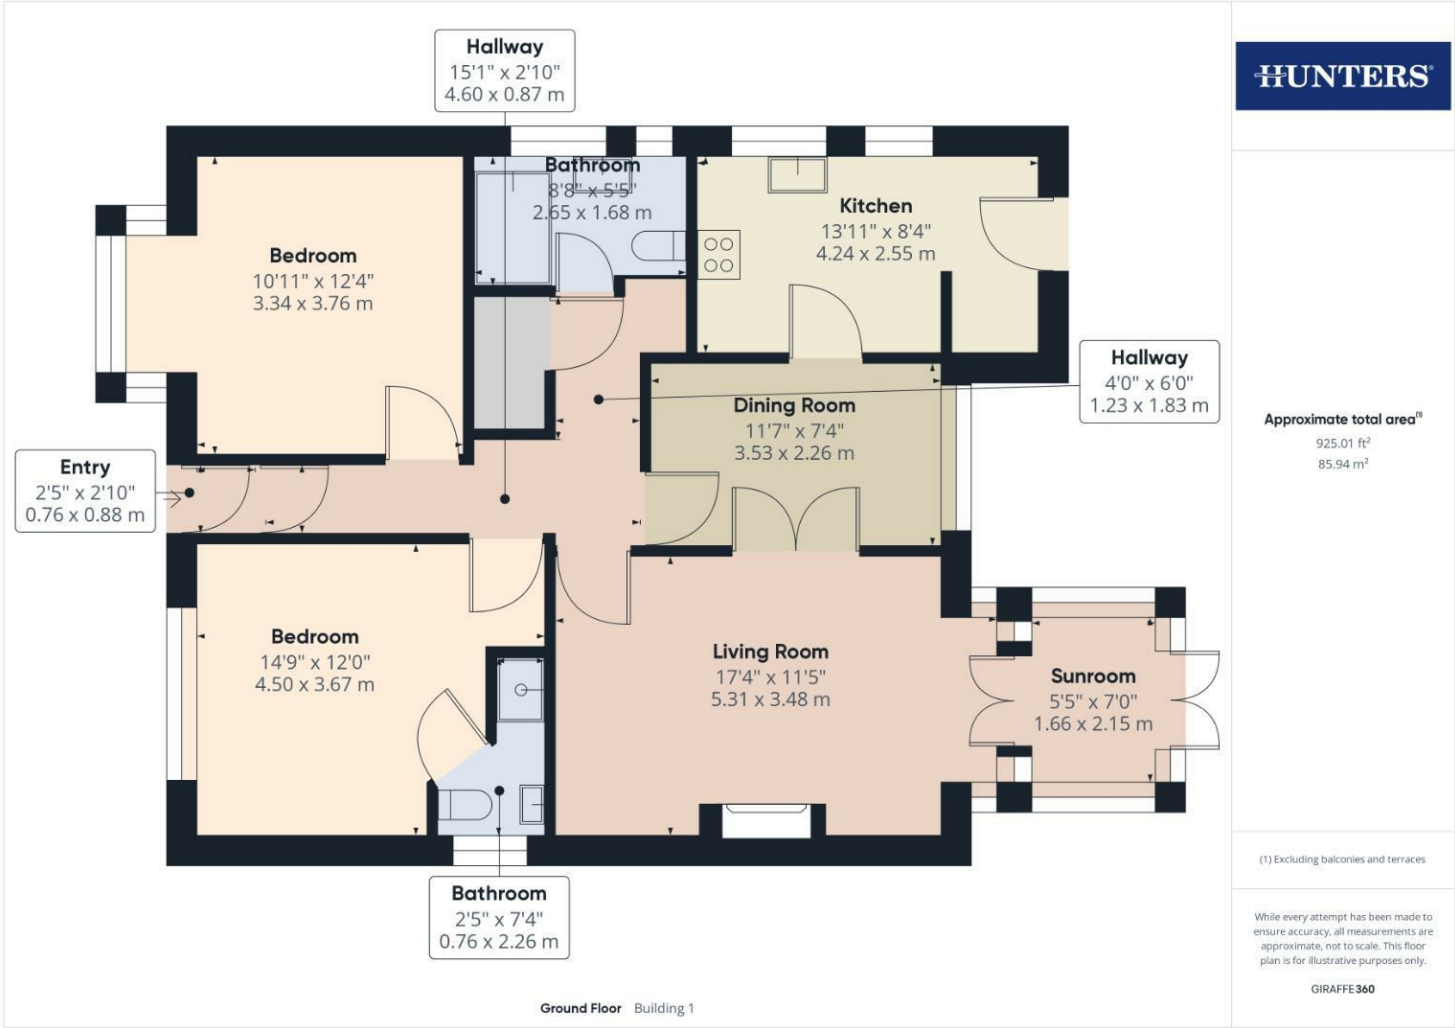 Hallway
15'1" x 2'10"
4.60 x 0.87 m
HUNTERS®
Bathroom
8'8" x 5'5"
2.65 x 1.68 m
Kitchen
13'11" x 8'4"
4.24 x 2.55 m
Bedroom
10'11" x 12'4"
3.34 x 3.76 m
Hallway
4'0" x 6'0"
1.23 x 1.83 m
Dining Room
11'7" x 7'4"
3.53 x 2.26 m
Approximate total area(1)
925.01 ft²
85.94 m²
Entry
2'5" x 2'10"
0.76 x 0.88 m
Bedroom
14'9" x 12'0"
4.50 x 3.67 m
Living Room
17'4" x 11'5"
5.31 x 3.48 m
Sunroom
5'5" x 7'0"
1.66 x 2.15 m
Bathroom
2'5" x 7'4"
0.76 x 2.26 m
(1) Excluding balconies and terraces
While every attempt has been made to
ensure accuracy, all measurements are
approximate, not to scale. This floor
plan is for illustrative purposes only.
GIRAFFE360
Ground Floor Building 1